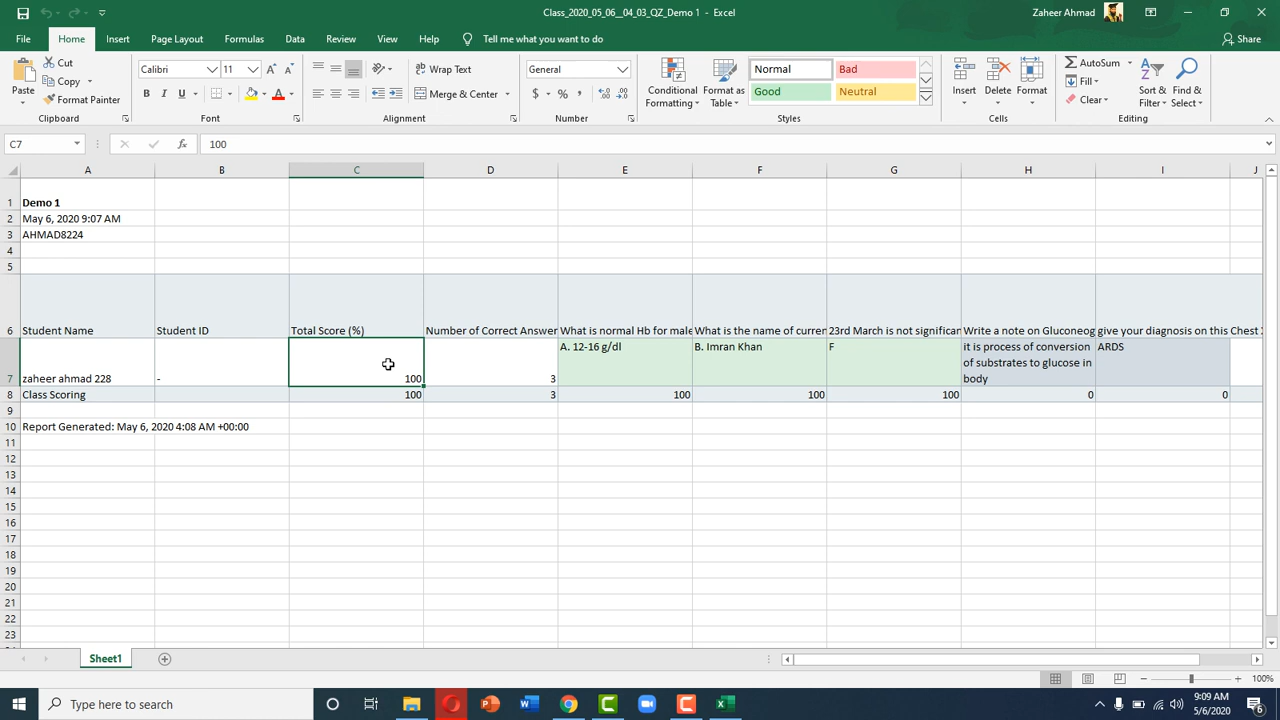 Class_2020_05_06__04_03_QZ_Demo 1 - Excel
Zaheer Ahmad
File Home Insert Page Layout Formulas Data Review View Help Tell me what you want to do Share
Paste Cut Copy Format Painter
Calibri 11 Wrap Text General
B I U Merge & Center $ % ,
Conditional Formatting Format as Table Normal Bad Good Neutral
Insert Delete Format AutoSum Fill Clear Sort & Filter Find & Select
Clipboard Font Alignment Number Styles Cells Editing
C7 fx 100
A B C D E F G H I J
1 Demo 1
2 May 6, 2020 9:07 AM
3 AHMAD8224
4
5
6 Student Name Student ID Total Score (%) Number of Correct Answer What is normal Hb for male What is the name of curren 23rd March is not significan Write a note on Gluconeog give your diagnosis on this Chest
7 zaheer ahmad 228 - 100 3 A. 12-16 g/dl B. Imran Khan F it is process of conversion of substrates to glucose in body ARDS
8 Class Scoring 100 3 100 100 100 0 0
9
10 Report Generated: May 6, 2020 4:08 AM +00:00
11
12
13
14
15
16
17
18
19
20
21
22
23
Sheet1
100%
Type here to search
9:09 AM
5/6/2020
6